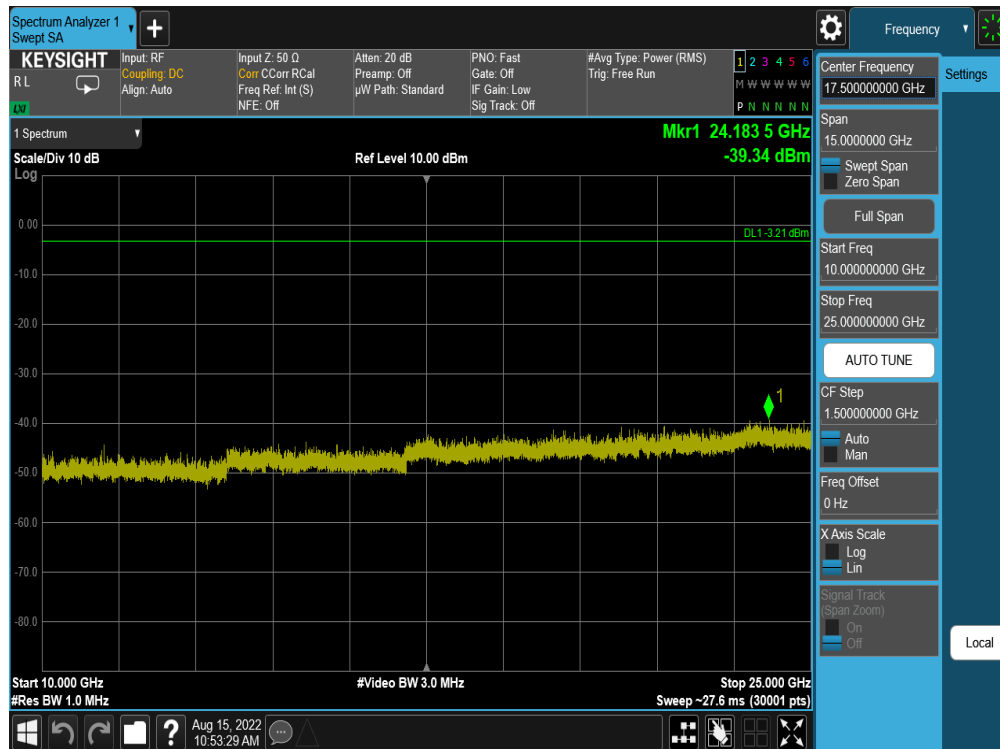 Spectrum Analyzer 1
Swept SA
+
Frequency
KEYSIGHT
R L
LXI
Input: RF
Coupling: DC
Align: Auto
Input Z: 50 Ω
Corr CCorr RCal
Freq Ref: Int (S)
NFE: Off
Atten: 20 dB
Preamp: Off
µW Path: Standard
PNO: Fast
Gate: Off
IF Gain: Low
Sig Track: Off
#Avg Type: Power (RMS)
Trig: Free Run
1 2 3 4 5 6
M W W W W W
P N N N N N
1 Spectrum
Mkr1 24.183 5 GHz
-39.34 dBm
Scale/Div 10 dB
Ref Level 10.00 dBm
Log
0.00
-10.0
-20.0
-30.0
-40.0
-50.0
-60.0
-70.0
-80.0
DL1 -3.21 dBm
1
Start 10.000 GHz
#Res BW 1.0 MHz
#Video BW 3.0 MHz
Stop 25.000 GHz
Sweep ~27.6 ms (30001 pts)
?
Aug 15, 2022
10:53:29 AM
Center Frequency
17.500000000 GHz
Settings
Span
15.0000000 GHz
Swept Span
Zero Span
Full Span
Start Freq
10.000000000 GHz
Stop Freq
25.000000000 GHz
AUTO TUNE
CF Step
1.500000000 GHz
Auto
Man
Freq Offset
0 Hz
X Axis Scale
Log
Lin
Signal Track
(Span Zoom)
On
Off
Local